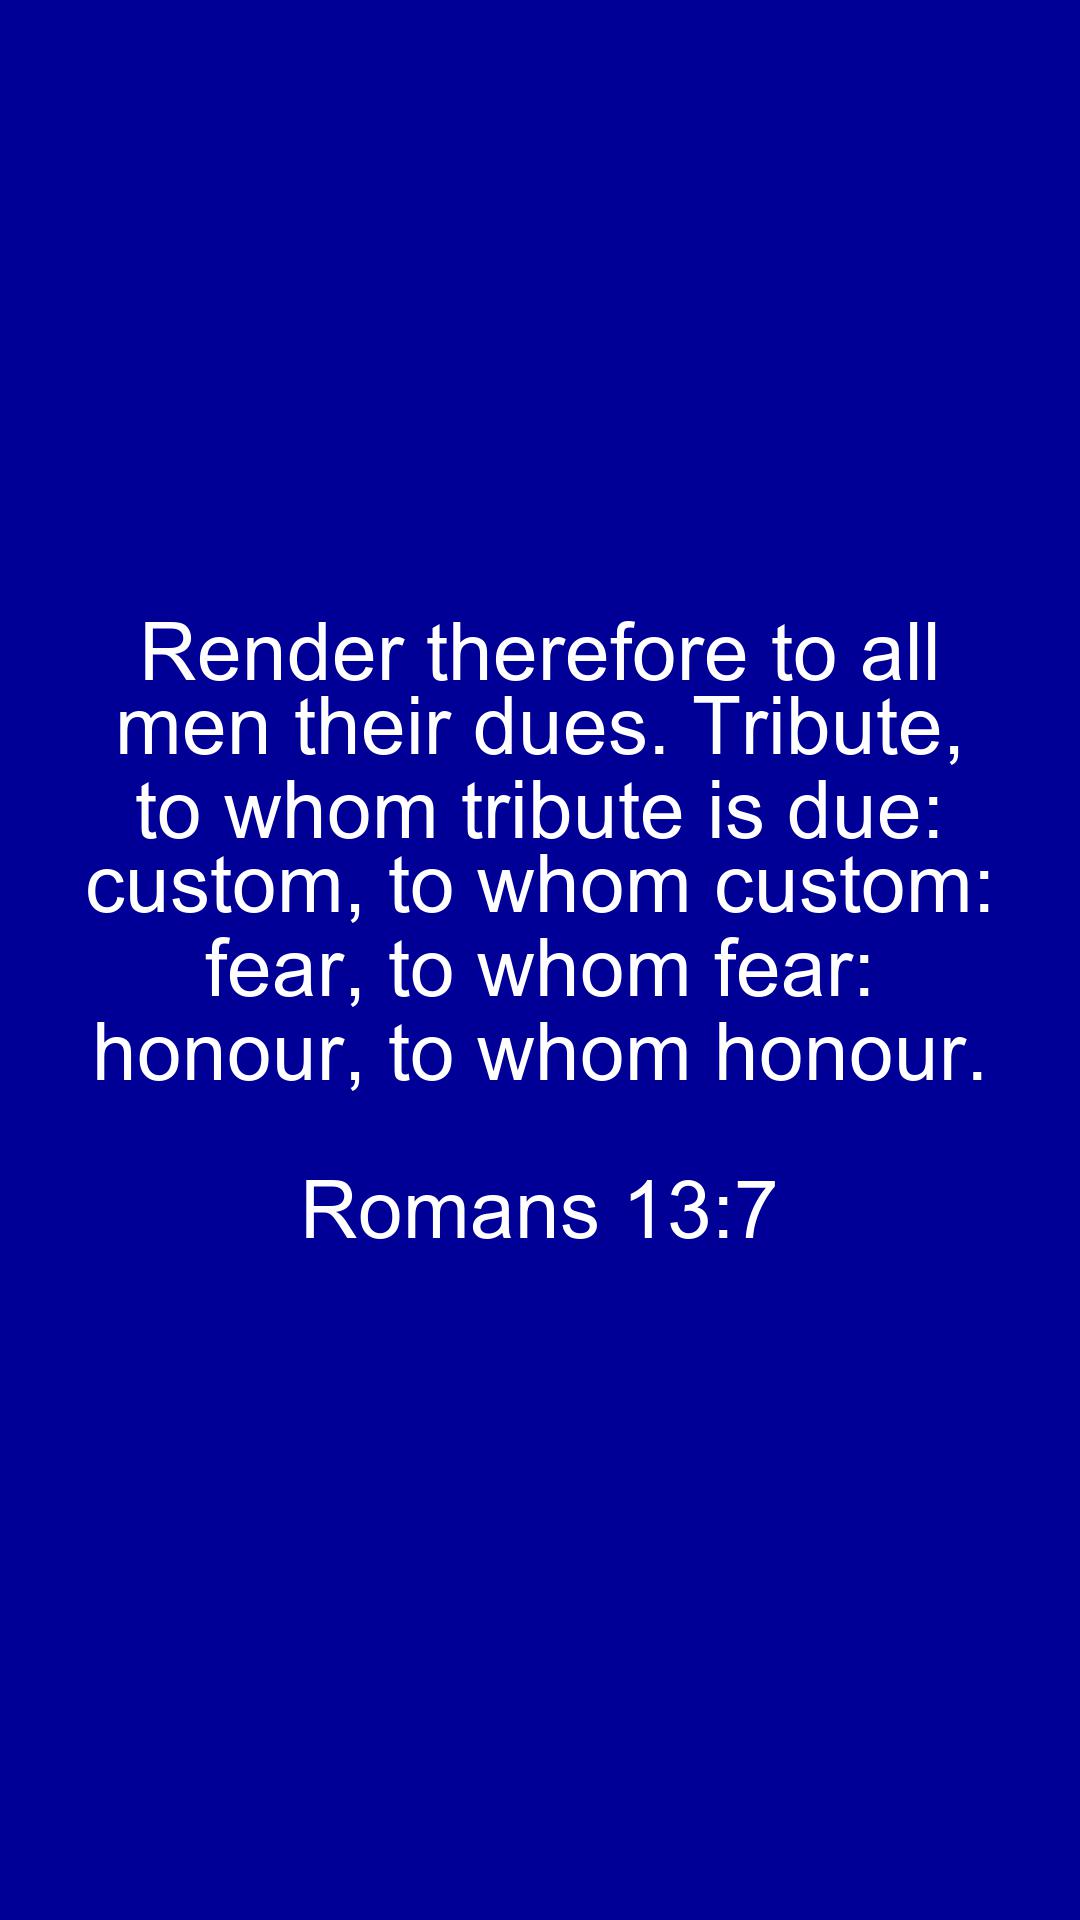 Render therefore to all
men their dues. Tribute,
to whom tribute is due:
custom, to whom custom:
fear, to whom fear:
honour, to whom honour.
Romans 13:7